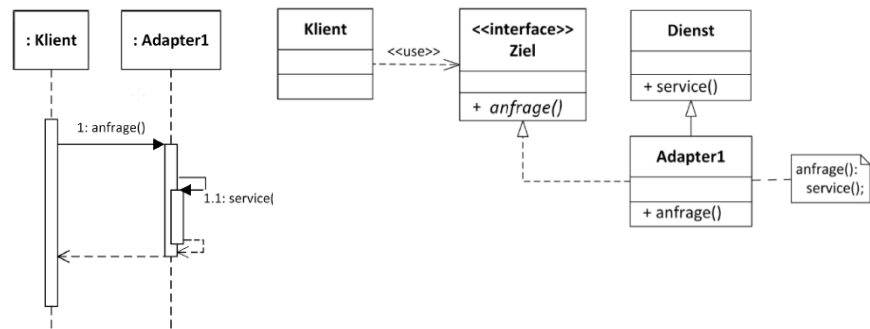 : Klient
: Adapter1
1: anfrage()
1.1: service(
Klient
<<use>>
<<interface>>
Ziel
+ anfrage()
Dienst
+ service()
Adapter1
+ anfrage()
anfrage():
service();